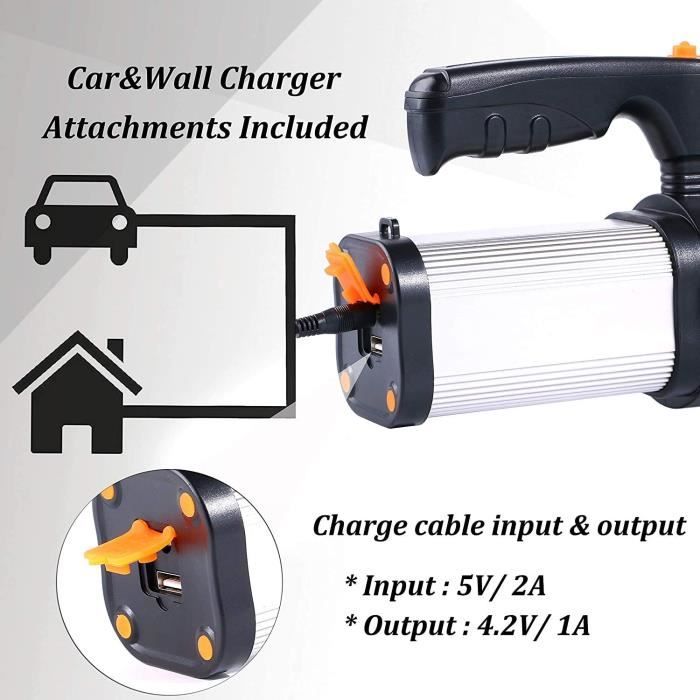 Car&Wall Charger
Attachments Included
Charge cable input & output
* Input : 5V/ 2A
* Output : 4.2V/ 1A